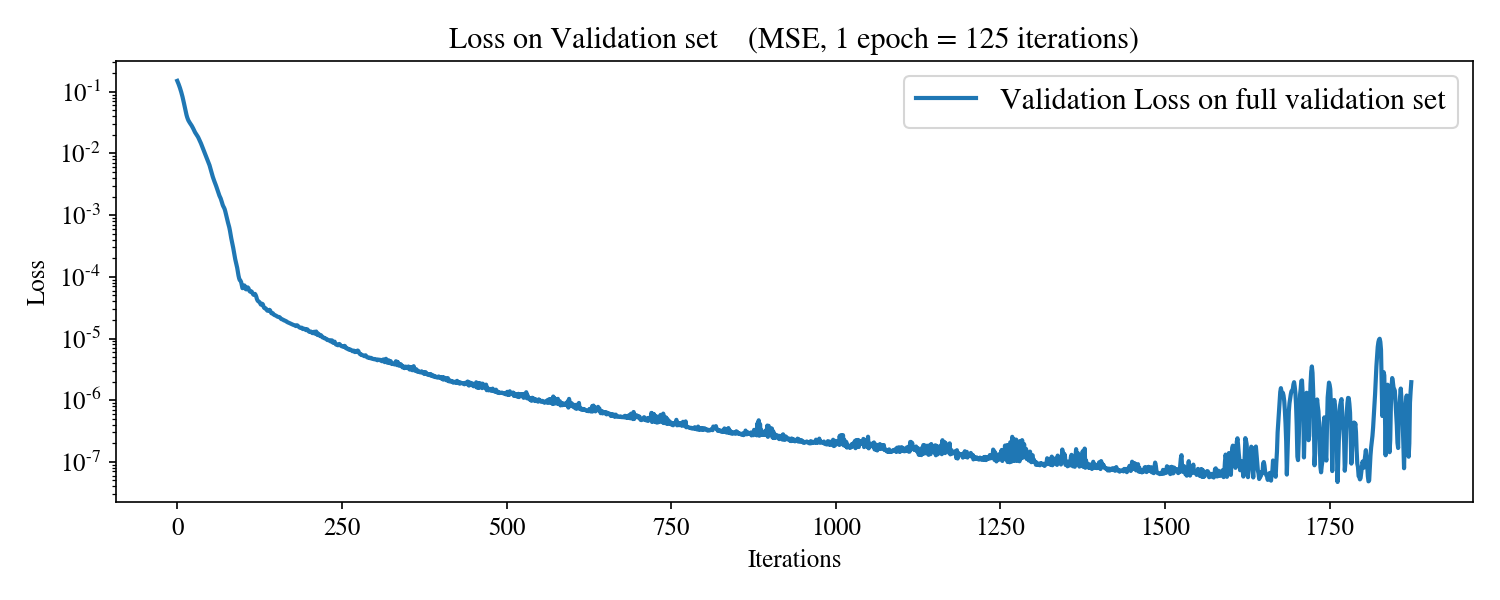 Loss on Validation set (MSE, 1 epoch = 125 iterations)
Validation Loss on full validation set
Loss
10^-1
10^-2
10^-3
10^-4
10^-5
10^-6
10^-7
0 250 500 750 1000 1250 1500 1750
Iterations